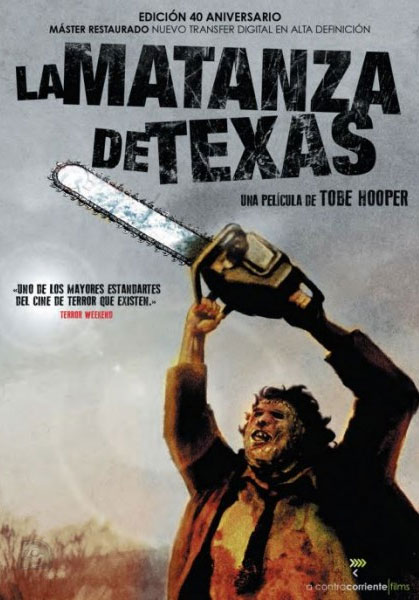 EDICIÓN 40 ANIVERSARIO
MÁSTER RESTAURADO NUEVO TRANSFER DIGITAL EN ALTA DEFINICIÓN
LA MATANZA
DE TEXAS
UNA PELÍCULA DE TOBE HOOPER
«UNO DE LOS MAYORES ESTANDARTES
DEL CINE DE TERROR QUE EXISTEN.»
TERROR WEEKEND
a contracorriente|films